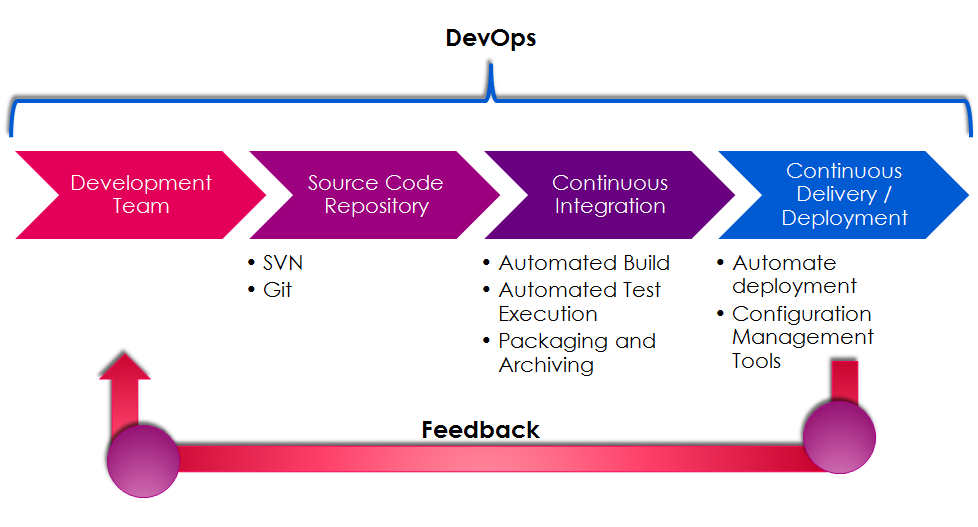 DevOps
Development
Team
Source Code
Repository
Continuous
Integration
Continuous
Delivery /
Deployment
• SVN
• Git
• Automated Build
• Automated Test
Execution
• Packaging and
Archiving
• Automate
deployment
• Configuration
Management
Tools
Feedback